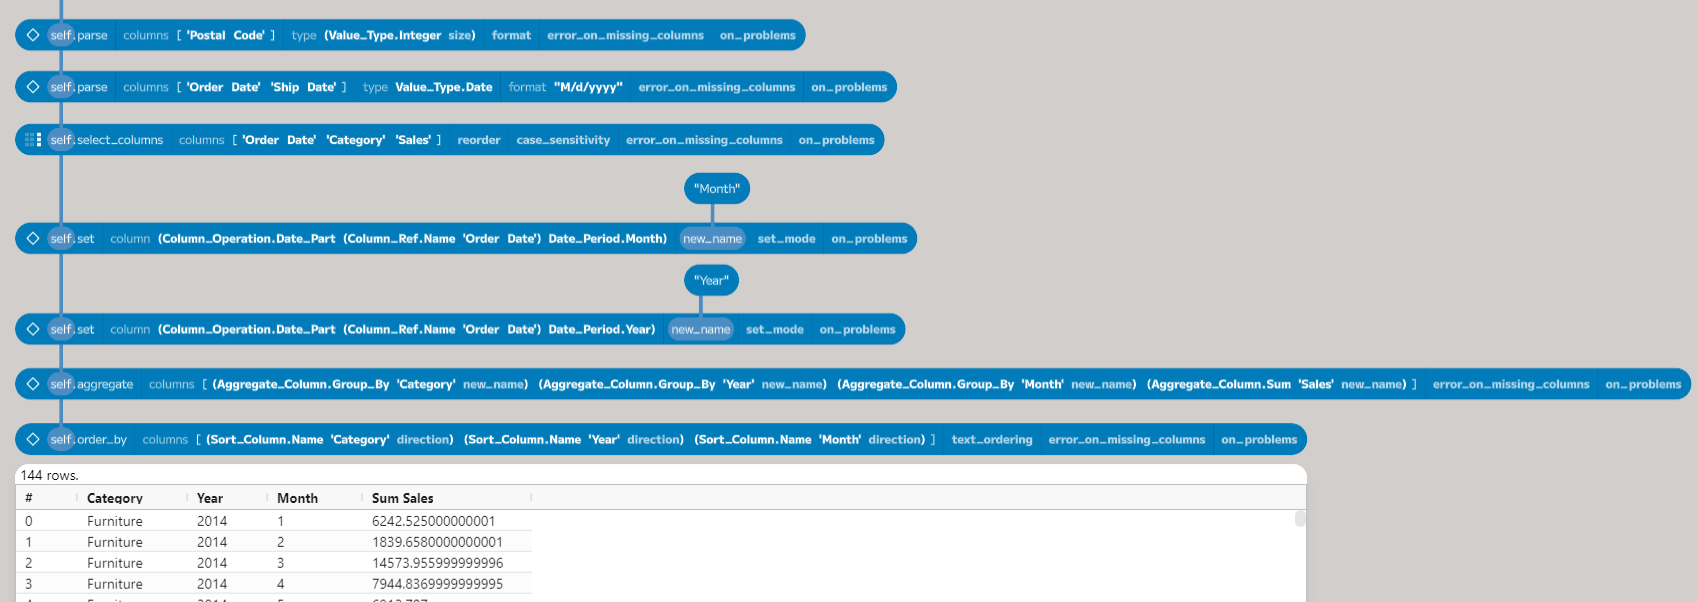 self.parse columns [ 'Postal Code' ] type (Value_Type.Integer size) format error_on_missing_columns on_problems
self.parse columns [ 'Order Date' 'Ship Date' ] type Value_Type.Date format "M/d/yyyy" error_on_missing_columns on_problems
self.select_columns columns [ 'Order Date' 'Category' 'Sales' ] reorder case_sensitivity error_on_missing_columns on_problems
"Month"
self.set column (Column_Operation.Date_Part (Column_Ref.Name 'Order Date') Date_Period.Month) new_name set_mode on_problems
"Year"
self.set column (Column_Operation.Date_Part (Column_Ref.Name 'Order Date') Date_Period.Year) new_name set_mode on_problems
self.aggregate columns [ (Aggregate_Column.Group_By 'Category' new_name) (Aggregate_Column.Group_By 'Year' new_name) (Aggregate_Column.Group_By 'Month' new_name) (Aggregate_Column.Sum 'Sales' new_name) ] error_on_missing_columns on_problems
self.order_by columns [ (Sort_Column.Name 'Category' direction) (Sort_Column.Name 'Year' direction) (Sort_Column.Name 'Month' direction) ] text_ordering error_on_missing_columns on_problems
144 rows.
# Category Year Month Sum Sales
0 Furniture 2014 1 6242.525000000001
1 Furniture 2014 2 1839.6580000000001
2 Furniture 2014 3 14573.955999999996
3 Furniture 2014 4 7944.8369999999995